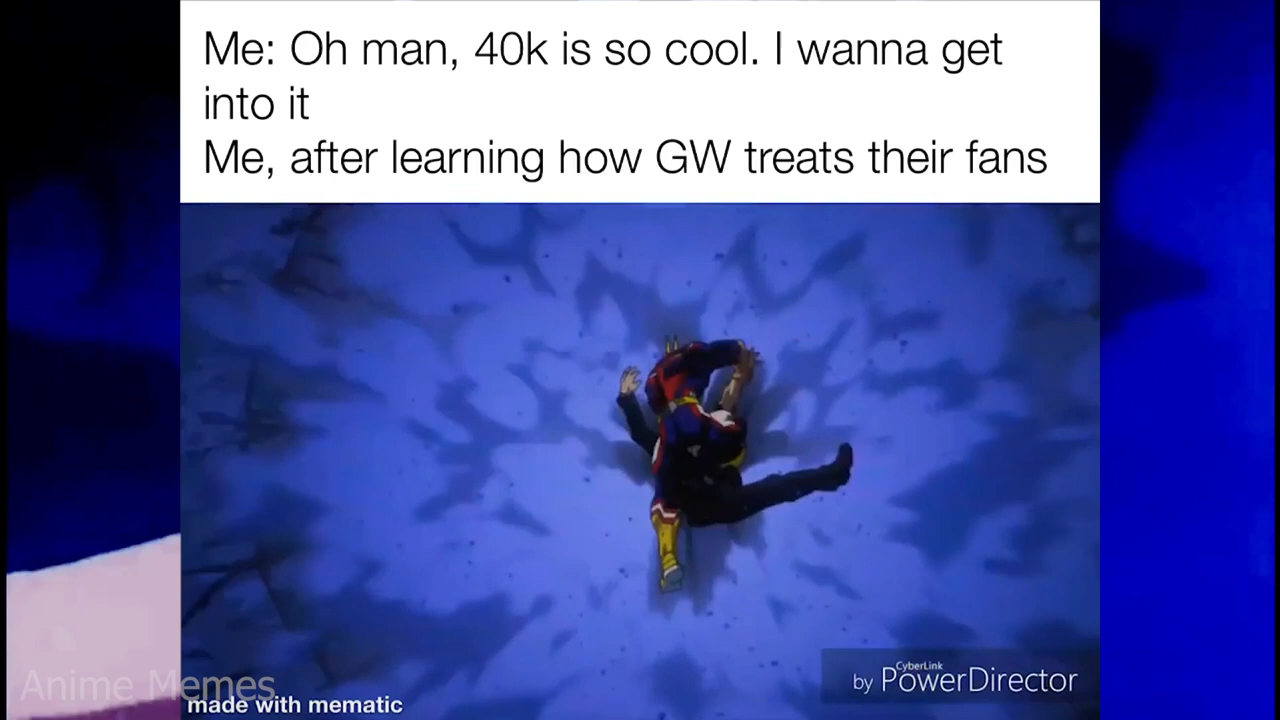 Me: Oh man, 40k is so cool. I wanna get
into it
Me, after learning how GW treats their fans
CyberLink
by PowerDirector
Anime Memes
made with mematic